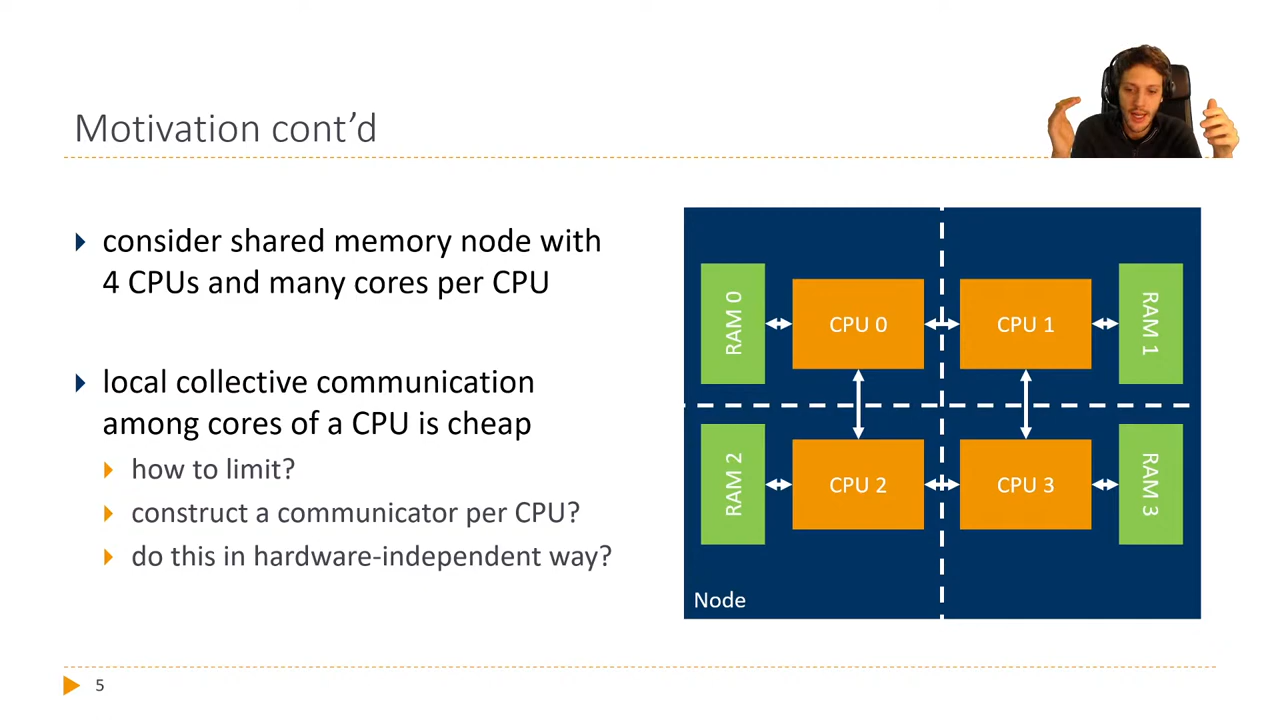 Motivation cont’d
consider shared memory node with
4 CPUs and many cores per CPU
local collective communication
among cores of a CPU is cheap
how to limit?
construct a communicator per CPU?
do this in hardware-independent way?
RAM 0
CPU 0
CPU 1
RAM 1
RAM 2
CPU 2
CPU 3
RAM 3
Node
5